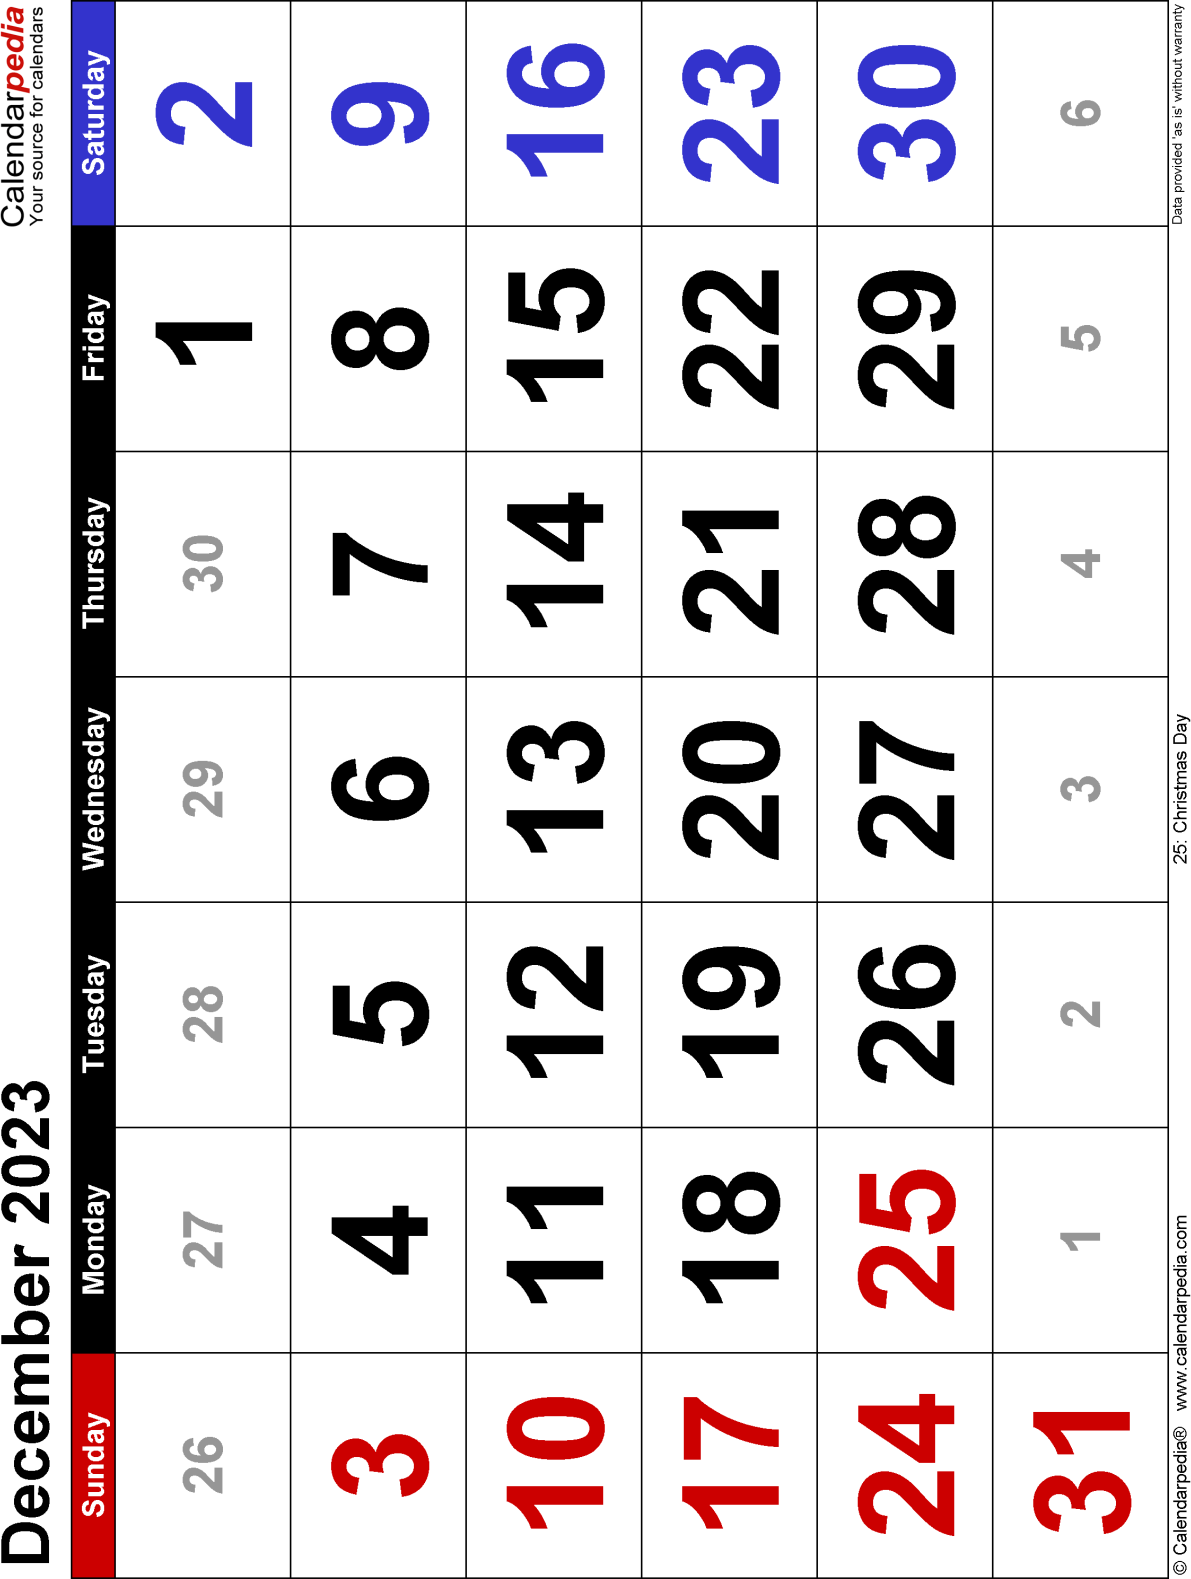 December 2023
Calendarpedia
Your source for calendars
Sunday Monday Tuesday Wednesday Thursday Friday Saturday
26 27 28 29 30 1 2
3 4 5 6 7 8 9
10 11 12 13 14 15 16
17 18 19 20 21 22 23
24 25 26 27 28 29 30
31 1 2 3 4 5 6
© Calendarpedia® www.calendarpedia.com 25: Christmas Day Data provided 'as is' without warranty